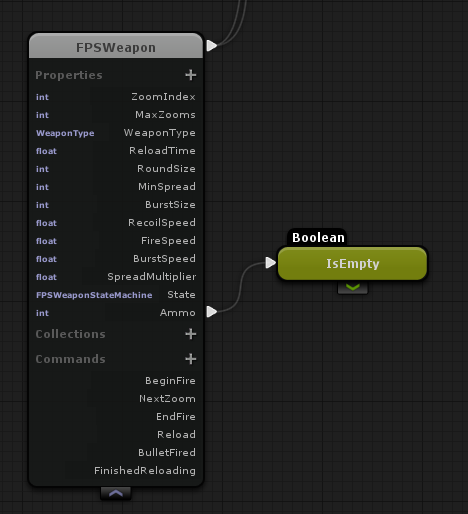 FPSWeapon
Properties
int ZoomIndex
int MaxZooms
WeaponType WeaponType
float ReloadTime
int RoundSize
int MinSpread
int BurstSize
float RecoilSpeed
float FireSpeed
float BurstSpeed
float SpreadMultiplier
FPSWeaponStateMachine State
int Ammo
Collections
Commands
BeginFire
NextZoom
EndFire
Reload
BulletFired
FinishedReloading
Boolean
IsEmpty